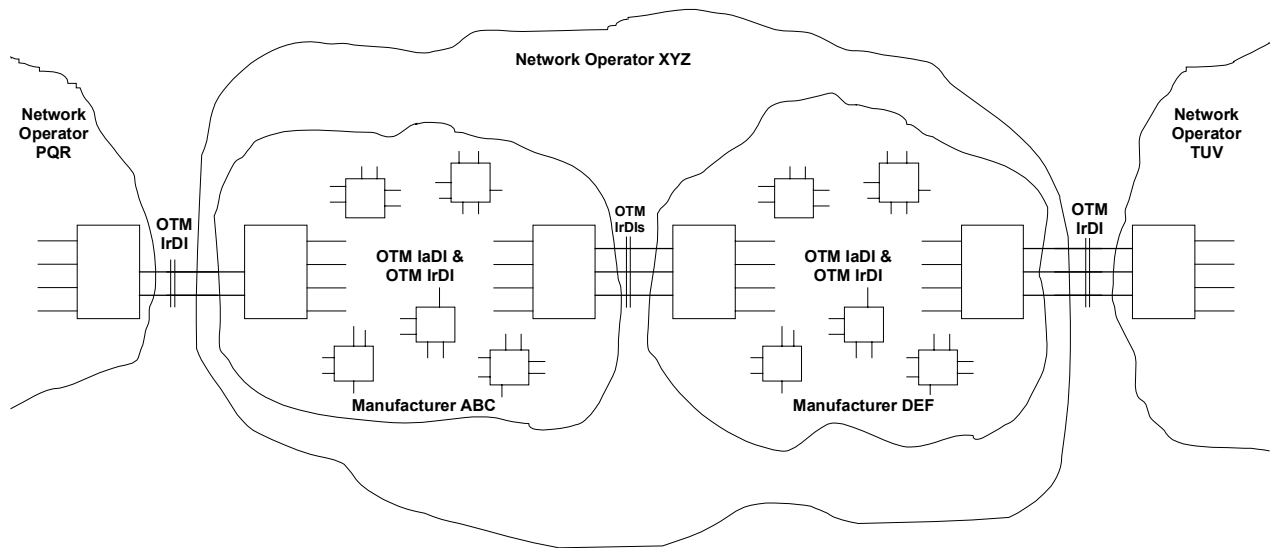 Network Operator XYZ
Network
Operator
PQR
Network
Operator
TUV
OTM
IrDI
OTM
IrDIs
OTM
IrDI
OTM IaDI &
OTM IrDI
OTM IaDI &
OTM IrDI
Manufacturer ABC
Manufacturer DEF